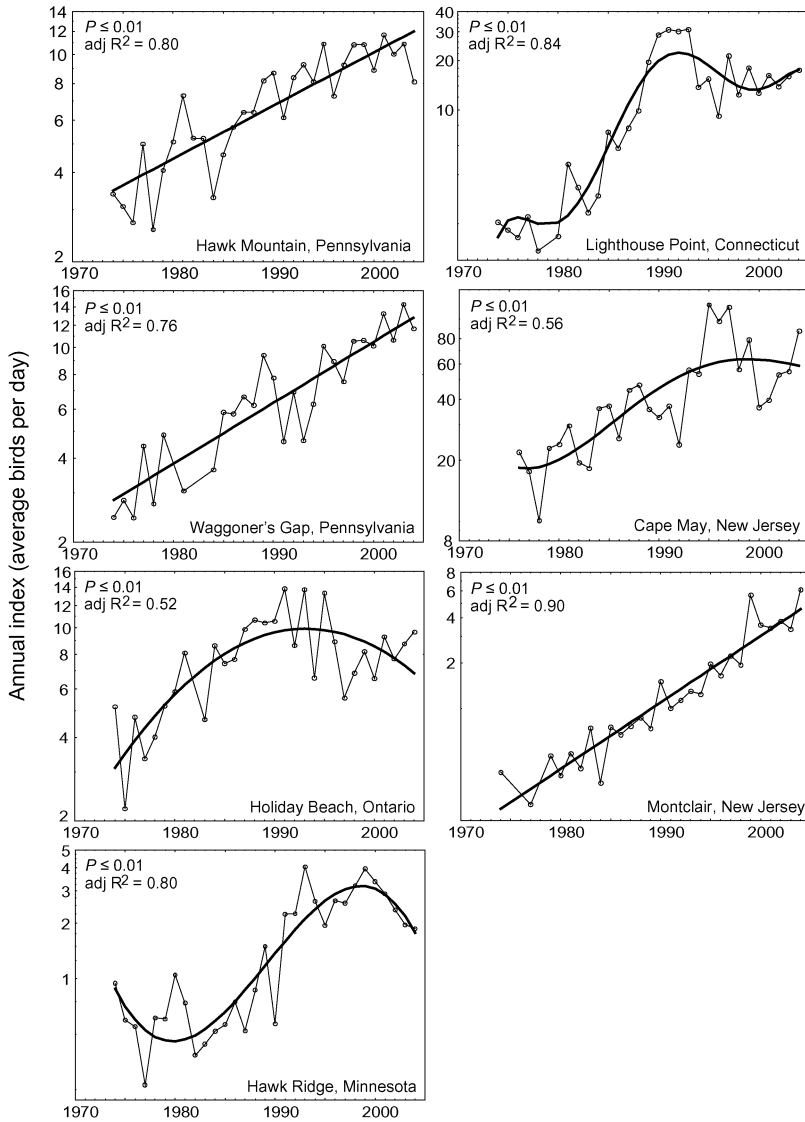 Annual index (average birds per day)
14
12
10
8
6
4
2
P ≤ 0.01
adj R2 = 0.80
Hawk Mountain, Pennsylvania
1970 1980 1990 2000
40
30
20
10
P ≤ 0.01
adj R2 = 0.84
Lighthouse Point, Connecticut
1970 1980 1990 2000
16
14
12
10
8
6
4
2
P ≤ 0.01
adj R2 = 0.76
Waggoner's Gap, Pennsylvania
1970 1980 1990 2000
80
60
40
20
8
P ≤ 0.01
adj R2 = 0.56
Cape May, New Jersey
1970 1980 1990 2000
16
14
12
10
8
6
4
2
P ≤ 0.01
adj R2 = 0.52
Holiday Beach, Ontario
1970 1980 1990 2000
8
6
4
2
P ≤ 0.01
adj R2 = 0.90
Montclair, New Jersey
1970 1980 1990 2000
5
4
3
2
1
P ≤ 0.01
adj R2 = 0.80
Hawk Ridge, Minnesota
1970 1980 1990 2000